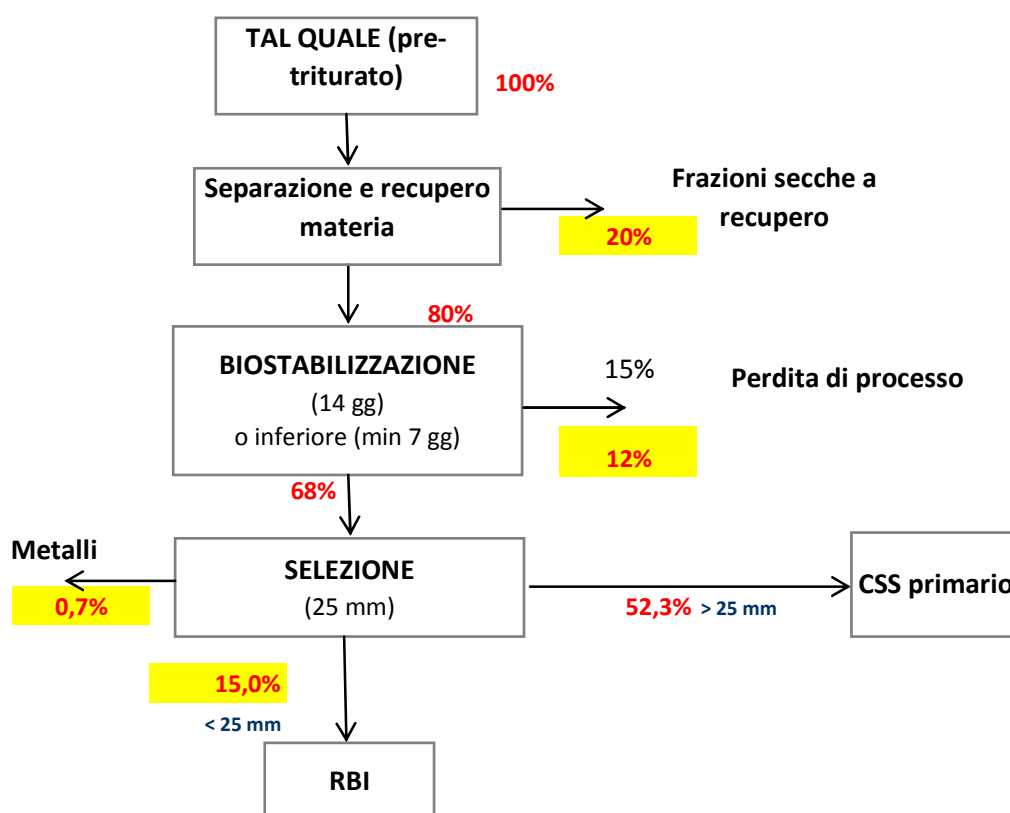 TAL QUALE (pre-
triturato)
100%
Separazione e recupero
materia
Frazioni secche a
recupero
20%
80%
BIOSTABILIZZAZIONE
(14 gg)
o inferiore (min 7 gg)
15%
Perdita di processo
12%
68%
Metalli
0,7%
SELEZIONE
(25 mm)
52,3% > 25 mm
CSS primario
15,0%
< 25 mm
RBI